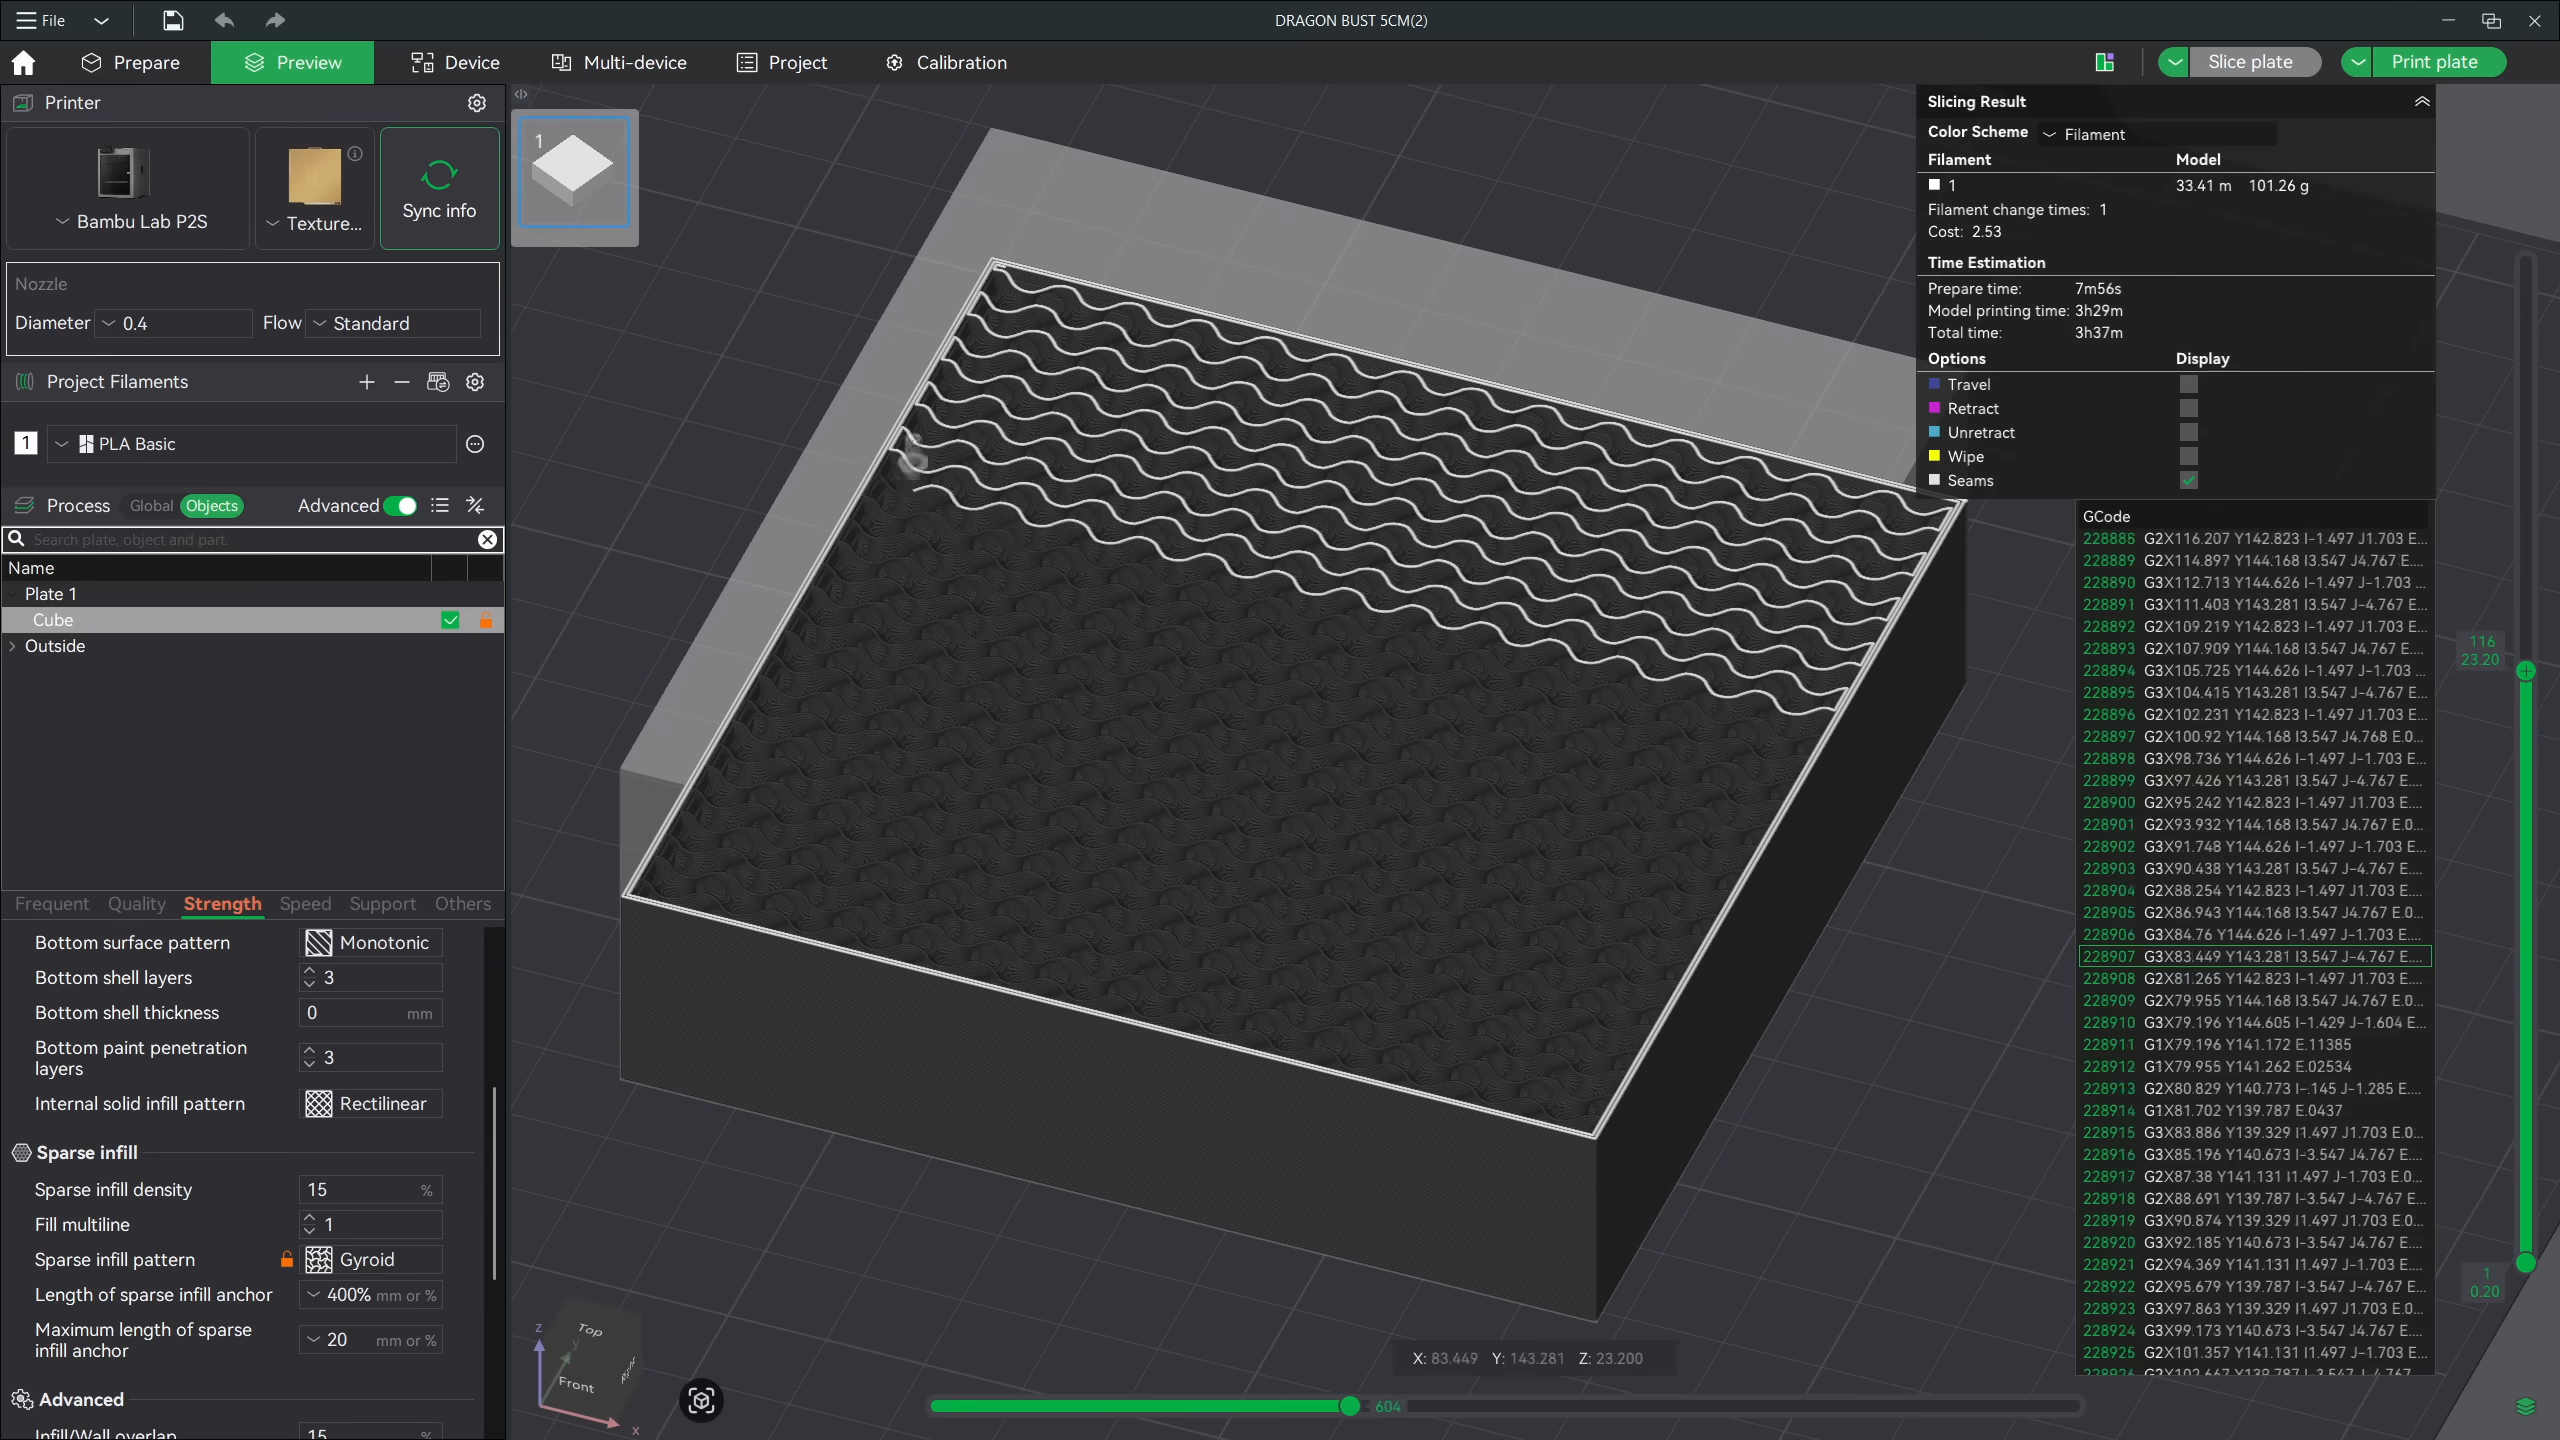 File
DRAGON BUST 5CM(2)
Prepare
Preview
Device
Multi-device
Project
Calibration
Slice plate
Print plate
Printer
Bambu Lab P2S
Texture...
Sync info
Nozzle
Diameter 0.4 Flow Standard
Project Filaments
1 PLA Basic
Process Global Objects Advanced
Search plate, object and part.
Name
Plate 1
Cube
Outside
Frequent Quality Strength Speed Support Others
Bottom surface pattern Monotonic
Bottom shell layers 3
Bottom shell thickness 0 mm
Bottom paint penetration layers 3
Internal solid infill pattern Rectilinear
Sparse infill
Sparse infill density 15 %
Fill multiline 1
Sparse infill pattern Gyroid
Length of sparse infill anchor 400% mm or %
Maximum length of sparse infill anchor 20 mm or %
Advanced
Infill/Wall overlap 15 %
1
Slicing Result
Color Scheme Filament
Filament Model
1 33.41 m 101.26 g
Filament change times: 1
Cost: 2.53
Time Estimation
Prepare time: 7m56s
Model printing time: 3h29m
Total time: 3h37m
Options Display
Travel
Retract
Unretract
Wipe
Seams
GCode
228888 G2X116.207 Y142.823 I-1.497 J1.703 E...
228889 G2X114.897 Y144.168 I3.547 J4.767 E....
228890 G3X112.713 Y144.626 I-1.497 J-1.703 ...
228891 G3X111.403 Y143.281 I3.547 J-4.767 E...
228892 G2X109.219 Y142.823 I-1.497 J1.703 E...
228893 G2X107.909 Y144.168 I3.547 J4.767 E...
228894 G3X105.725 Y144.626 I-1.497 J-1.703 ...
228895 G3X104.415 Y143.281 I3.547 J-4.767 E...
228896 G2X102.231 Y142.823 I-1.497 J1.703 E...
228897 G2X100.92 Y144.168 I3.547 J4.768 E.0...
228898 G3X98.736 Y144.626 I-1.497 J-1.703 E...
228899 G3X97.426 Y143.281 I3.547 J-4.767 E...
228900 G2X95.242 Y142.823 I-1.497 J1.703 E....
228901 G2X93.932 Y144.168 I3.547 J4.767 E.0...
228902 G3X91.748 Y144.626 I-1.497 J-1.703 E...
228903 G3X90.438 Y143.281 I3.547 J-4.767 E....
228904 G2X88.254 Y142.823 I-1.497 J1.703 E....
228905 G2X86.943 Y144.168 I3.547 J4.767 E.0...
228906 G3X84.76 Y144.626 I-1.497 J-1.703 E....
228907 G3X83.449 Y143.281 I3.547 J-4.767 E....
228908 G2X81.265 Y142.823 I-1.497 J1.703 E....
228909 G2X79.955 Y144.168 I3.547 J4.767 E.0...
228910 G3X79.196 Y144.605 I-1.429 J-1.604 E...
228911 G1X79.196 Y141.172 E.11385
228912 G1X79.955 Y141.262 E.02534
228913 G2X80.829 Y140.773 I-.145 J-1.285 E....
228914 G1X81.702 Y139.787 E.0437
228915 G3X83.886 Y139.329 I1.497 J1.703 E.0...
228916 G3X85.196 Y140.673 I-3.547 J4.767 E....
228917 G2X87.38 Y141.131 I1.497 J-1.703 E.0...
228918 G2X88.691 Y139.787 I-3.547 J-4.767 E...
228919 G3X90.874 Y139.329 I1.497 J1.703 E.0...
228920 G3X92.185 Y140.673 I-3.547 J4.767 E....
228921 G2X94.369 Y141.131 I1.497 J-1.703 E...
228922 G2X95.679 Y139.787 I-3.547 J-4.767 E...
228923 G3X97.863 Y139.329 I1.497 J1.703 E.0...
228924 G3X99.173 Y140.673 I-3.547 J4.767 E....
228925 G2X101.357 Y141.131 I1.497 J-1.703 E...
116
23.20
1
0.20
X: 83.449 Y: 143.281 Z: 23.200
604
Top
Front
z
y
x